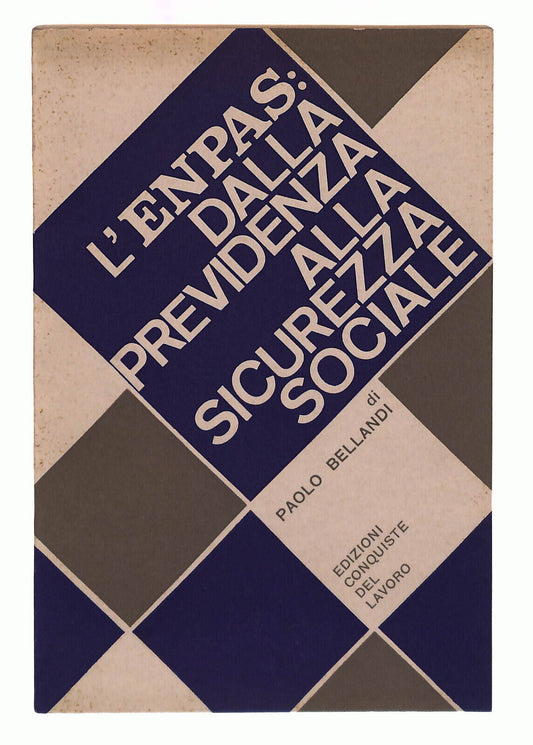 L'ENPAS:
DALLA
PREVIDENZA
ALLA
SICUREZZA
SOCIALE
di
PAOLO BELLANDI
EDIZIONI
CONQUISTE
DEL
LAVORO